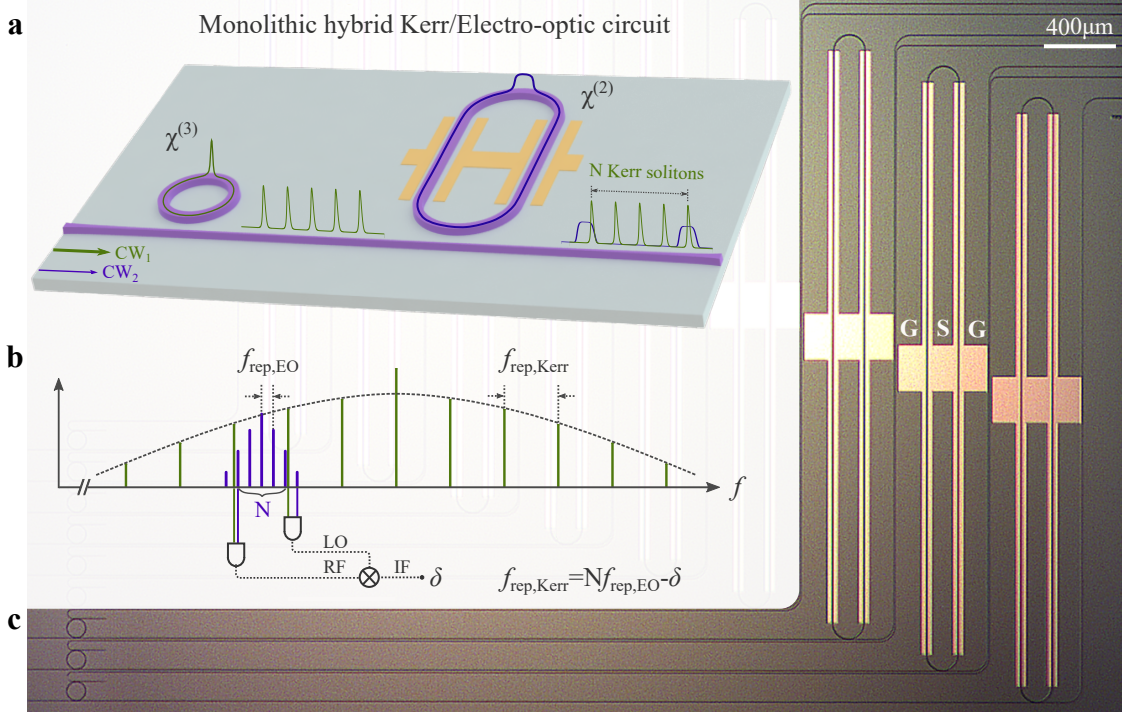 a
Monolithic hybrid Kerr/Electro-optic circuit
400μm
χ(3)
χ(2)
N Kerr solitons
CW1
CW2
G S G
b
frep,EO
frep,Kerr
f
N
LO
RF
IF
δ
frep,Kerr=Nfrep,EO-δ
c